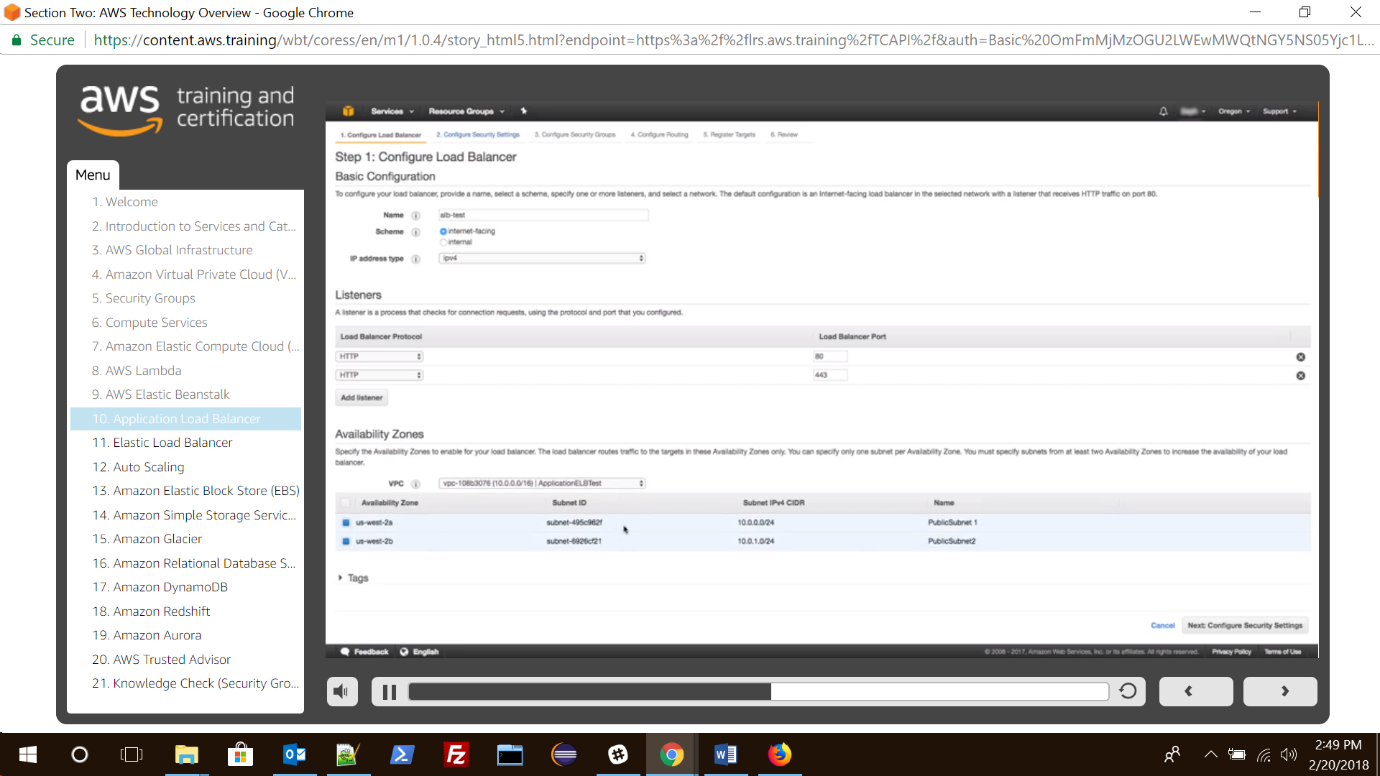 Section Two: AWS Technology Overview - Google Chrome
Secure
https://content.aws.training/wbt/coress/en/m1/1.0.4/story_html5.html?endpoint=https%3a%2f%2flrs.aws.training%2fTCAPI%2f&auth=Basic%20OmFmMjMzOGU2LWEwMWQtNGY5NS05Yjc1L...
aws training and certification
Menu
1. Welcome
2. Introduction to Services and Cat...
3. AWS Global Infrastructure
4. Amazon Virtual Private Cloud (V...
5. Security Groups
6. Compute Services
7. Amazon Elastic Compute Cloud (...
8. AWS Lambda
9. AWS Elastic Beanstalk
10. Application Load Balancer
11. Elastic Load Balancer
12. Auto Scaling
13. Amazon Elastic Block Store (EBS)
14. Amazon Simple Storage Servic...
15. Amazon Glacier
16. Amazon Relational Database S...
17. Amazon DynamoDB
18. Amazon Redshift
19. Amazon Aurora
20. AWS Trusted Advisor
21. Knowledge Check (Security Gro...
Services Resource Groups Oregon Support
1. Configure Load Balancer 2. Configure Security Settings 3. Configure Security Groups 4. Configure Routing 5. Register Targets 6. Review
Step 1: Configure Load Balancer
Basic Configuration
To configure your load balancer, provide a name, select a scheme, specify one or more listeners, and select a network. The default configuration is an Internet-facing load balancer in the selected network with a listener that receives HTTP traffic on port 80.
Name alb-test
Scheme internet-facing
internal
IP address type ipv4
Listeners
A listener is a process that checks for connection requests, using the protocol and port that you configured.
Load Balancer Protocol Load Balancer Port
HTTP 80
HTTP 443
Add listener
Availability Zones
Specify the Availability Zones to enable for your load balancer. The load balancer routes traffic to the targets in these Availability Zones only. You can specify only one subnet per Availability Zone. You must specify subnets from at least two Availability Zones to increase the availability of your load
balancer.
VPC vpc-108b3076 (10.0.0.0/16) | ApplicationELBTest
Availability Zone Subnet ID Subnet IPv4 CIDR Name
us-west-2a subnet-495c962f 10.0.0.0/24 PublicSubnet 1
us-west-2b subnet-6926cf21 10.0.1.0/24 PublicSubnet2
Tags
Cancel Next: Configure Security Settings
Feedback English © 2008 - 2017, Amazon Web Services, Inc. or its affiliates. All rights reserved. Privacy Policy Terms of Use
2:49 PM
2/20/2018